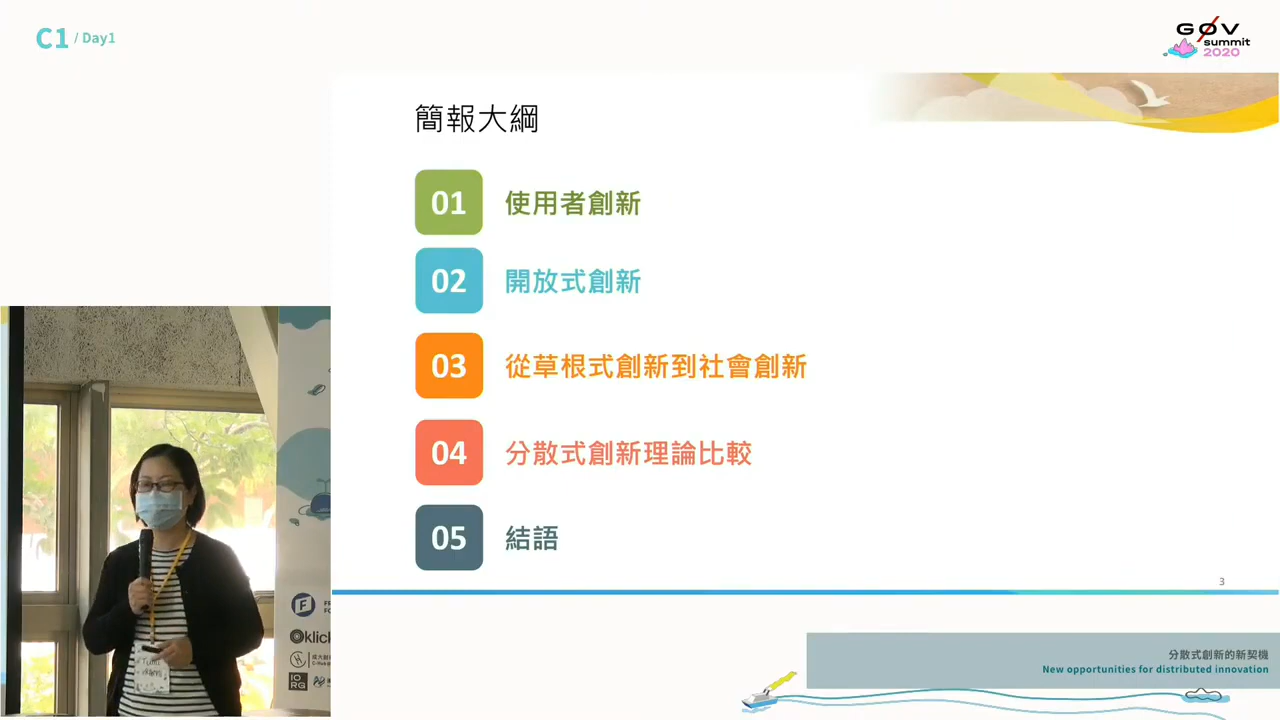 C1 / Day1
GØV
summit
2020
簡報大綱
01 使用者創新
02 開放式創新
03 從草根式創新到社會創新
04 分散式創新理論比較
05 結語
3
klick
IO
RG
分散式創新的新契機
New opportunities for distributed innovation